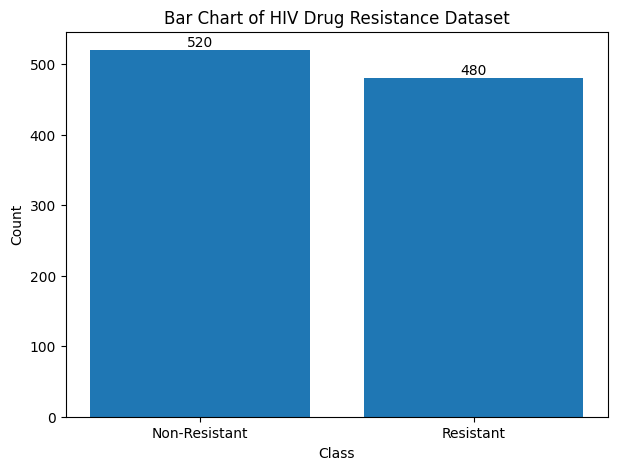 Bar Chart of HIV Drug Resistance Dataset
520
480
500
400
300
200
100
0
Count
Non-Resistant
Resistant
Class